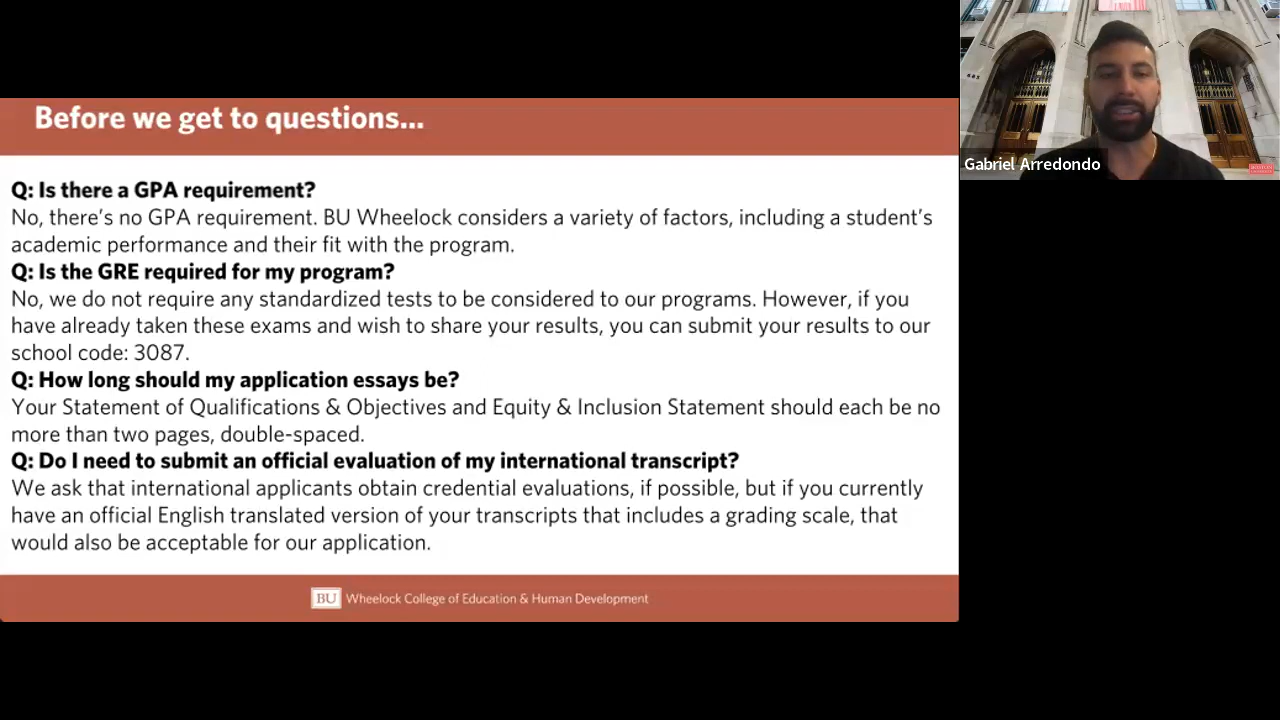 Before we get to questions...
Q: Is there a GPA requirement?
No, there's no GPA requirement. BU Wheelock considers a variety of factors, including a student's
academic performance and their fit with the program.
Q: Is the GRE required for my program?
No, we do not require any standardized tests to be considered to our programs. However, if you
have already taken these exams and wish to share your results, you can submit your results to our
school code: 3087.
Q: How long should my application essays be?
Your Statement of Qualifications & Objectives and Equity & Inclusion Statement should each be no
more than two pages, double-spaced.
Q: Do I need to submit an official evaluation of my international transcript?
We ask that international applicants obtain credential evaluations, if possible, but if you currently
have an official English translated version of your transcripts that includes a grading scale, that
would also be acceptable for our application.
BU Wheelock College of Education & Human Development
Gabriel Arredondo